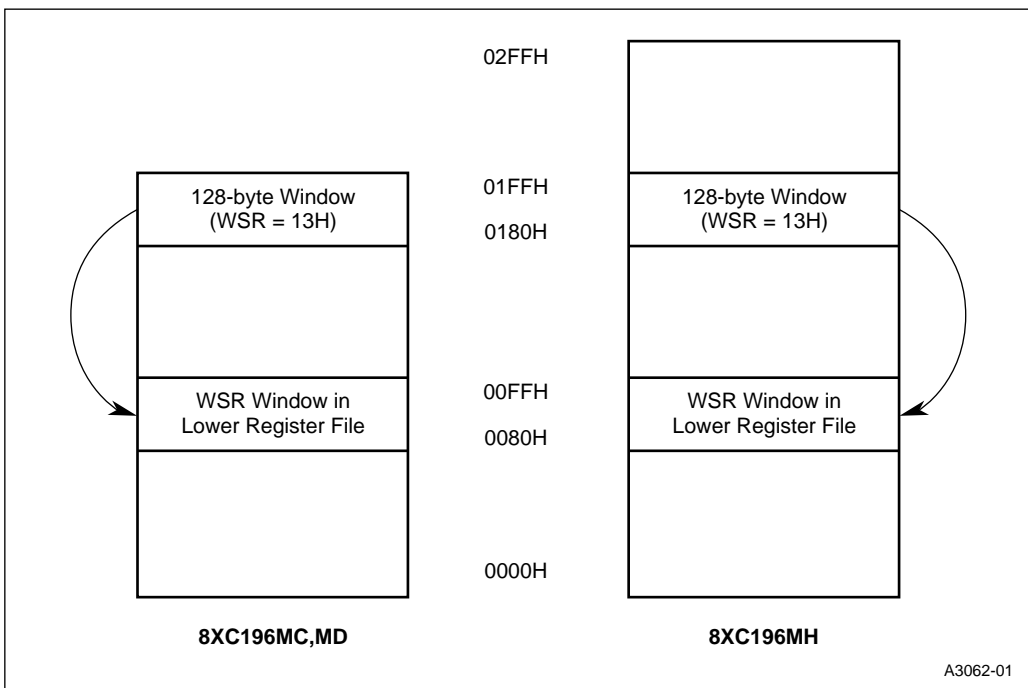 02FFH
128-byte Window
(WSR = 13H)
01FFH
0180H
128-byte Window
(WSR = 13H)
WSR Window in
Lower Register File
00FFH
0080H
WSR Window in
Lower Register File
0000H
8XC196MC,MD
8XC196MH
A3062-01